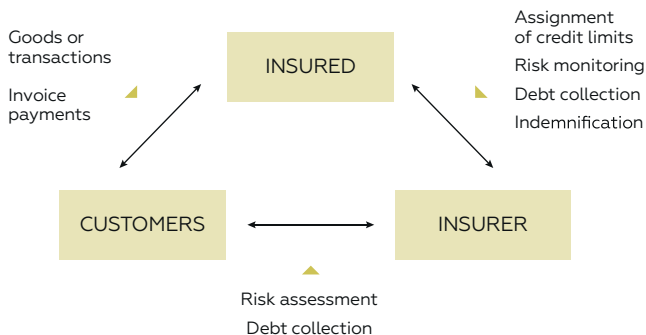 Goods or
transactions
Invoice
payments
INSURED
Assignment
of credit limits
Risk monitoring
Debt collection
Indemnification
CUSTOMERS
INSURER
Risk assessment
Debt collection